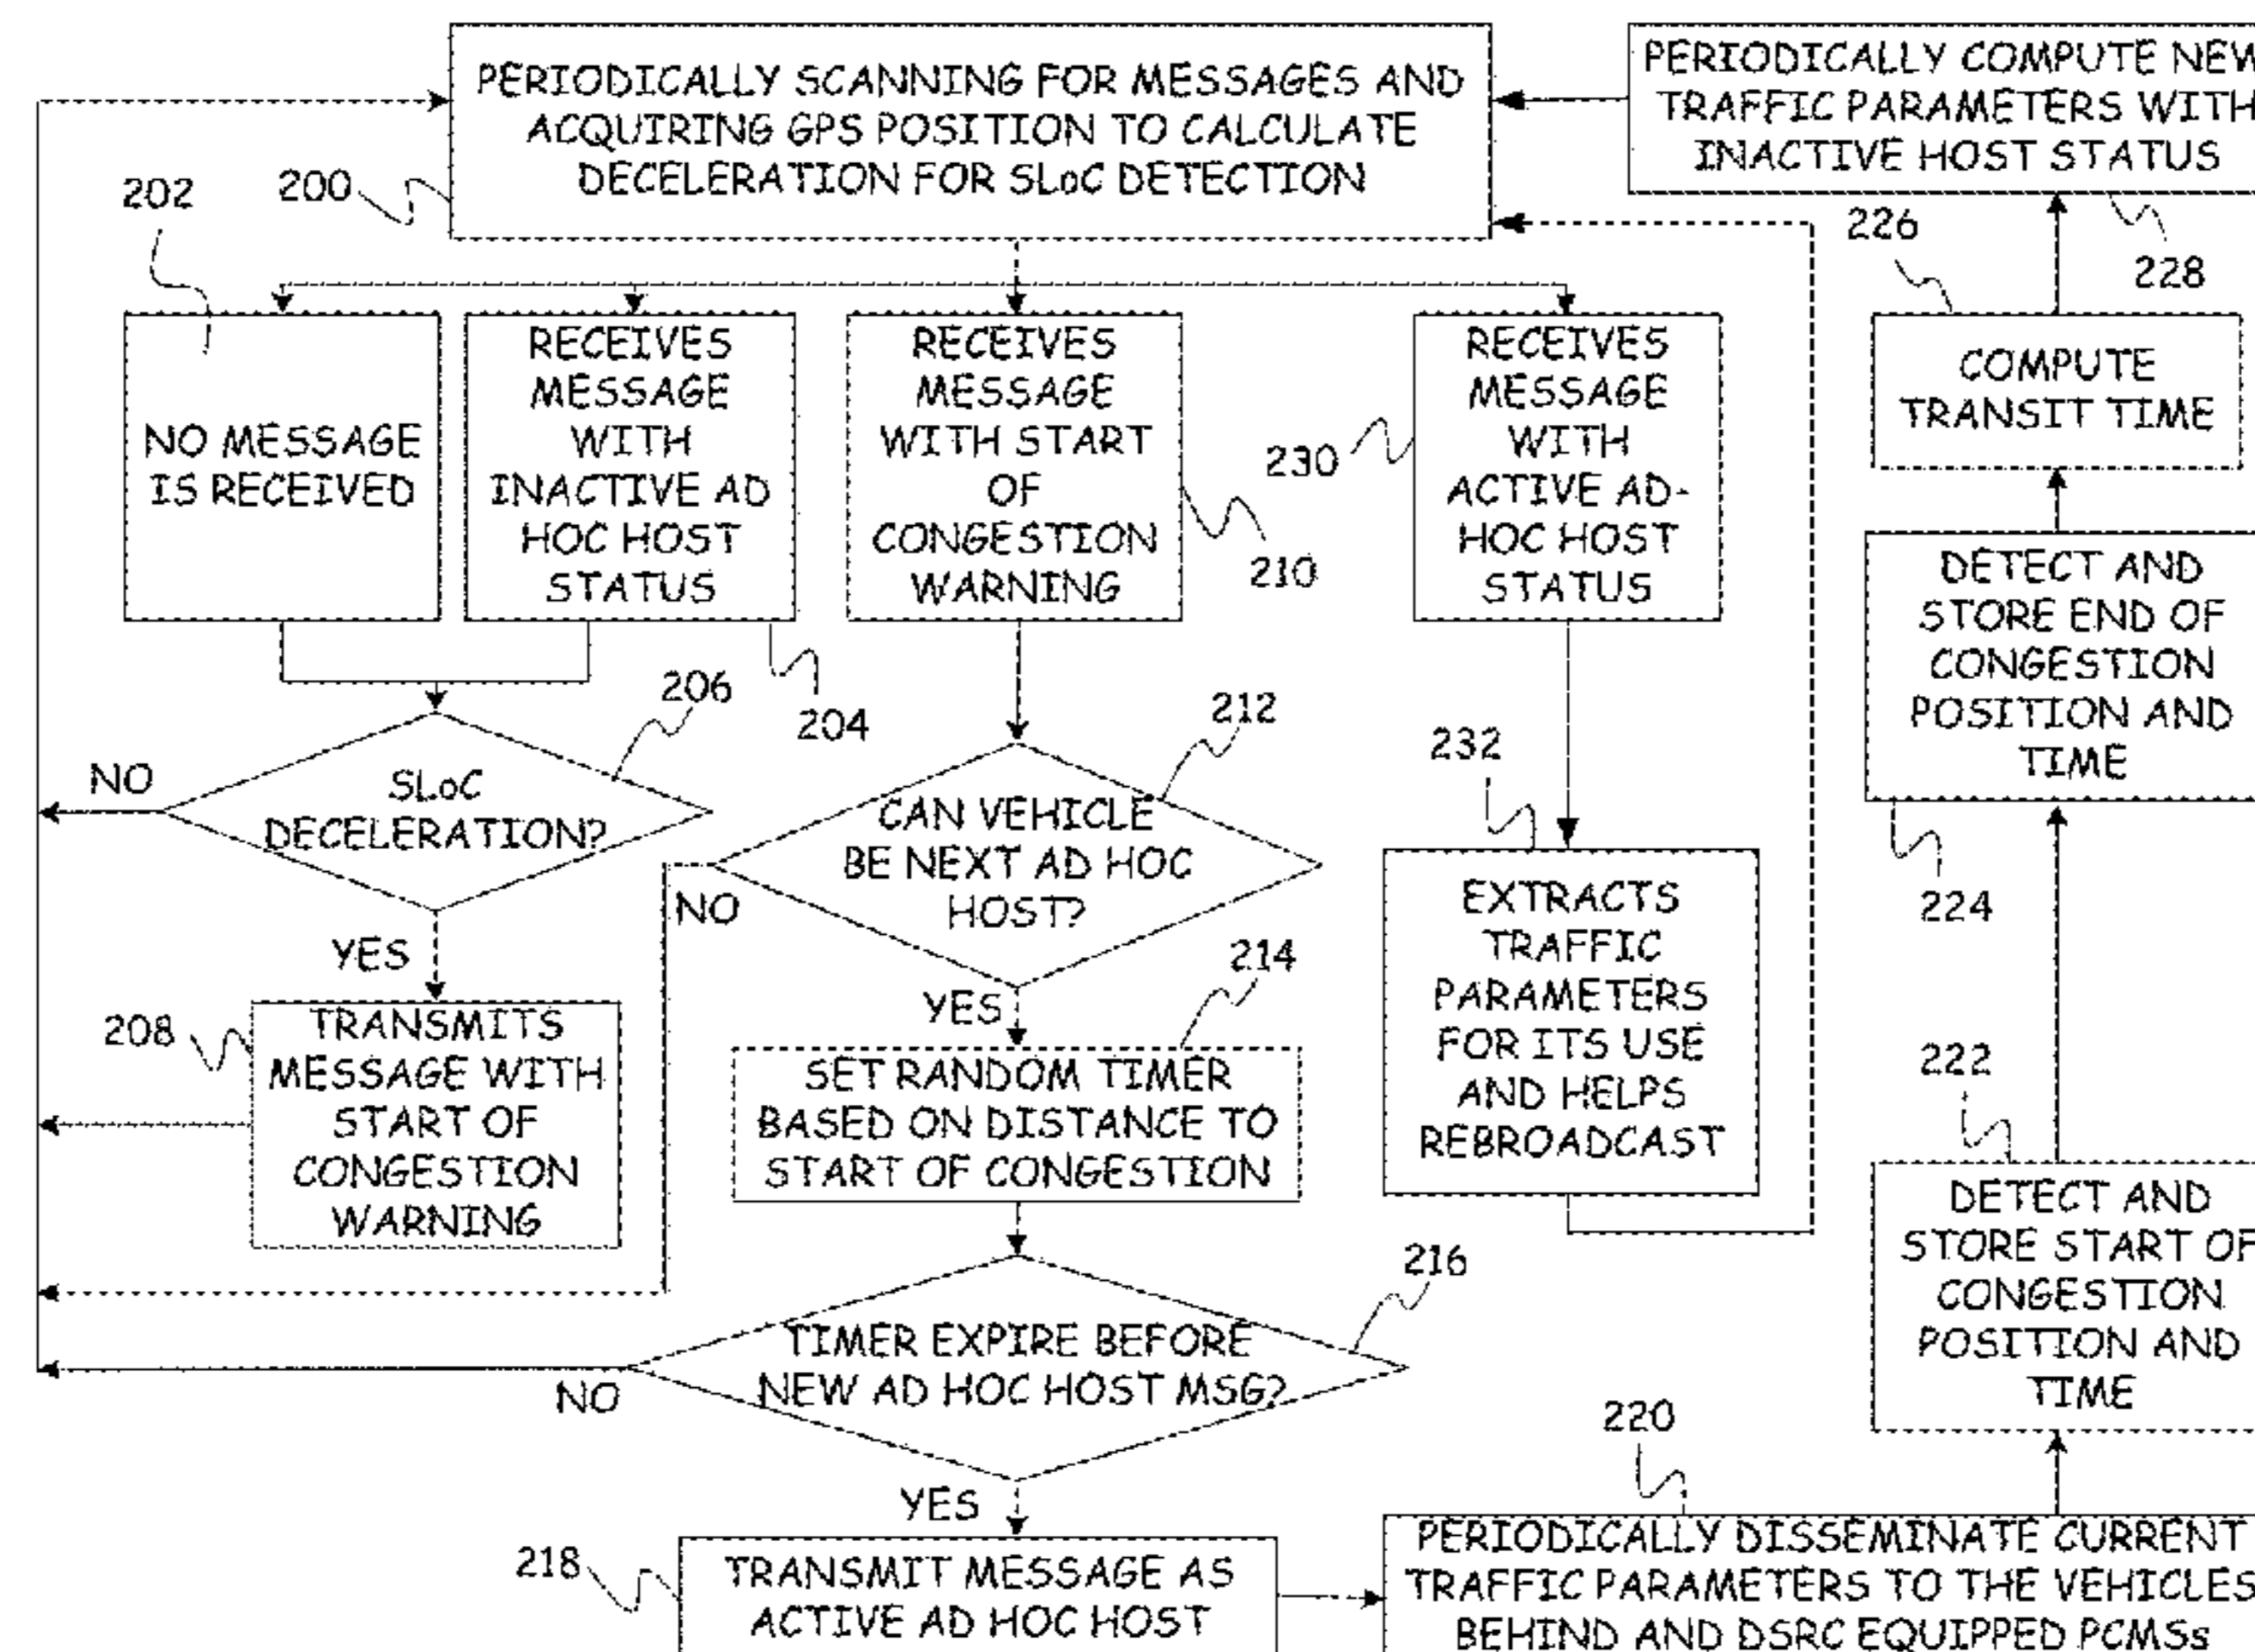 PERIODICALLY SCANNING FOR MESSAGES AND
ACQUIRING GPS POSITION TO CALCULATE
DECELERATION FOR SLoC DETECTION
200
PERIODICALLY COMPUTE NEW
TRAFFIC PARAMETERS WITH
INACTIVE HOST STATUS
228
202
NO MESSAGE
IS RECEIVED
RECEIVES
MESSAGE
WITH
INACTIVE AD
HOC HOST
STATUS
204
RECEIVES
MESSAGE
WITH START
OF
CONGESTION
WARNING
210
230
RECEIVES
MESSAGE
WITH
ACTIVE AD-
HOC HOST
STATUS
226
COMPUTE
TRANSIT TIME
DETECT AND
STORE END OF
CONGESTION
POSITION AND
TIME
224
206
SLoC
DECELERATION?
NO
YES
208
TRANSMITS
MESSAGE WITH
START OF
CONGESTION
WARNING
212
CAN VEHICLE
BE NEXT AD HOC
HOST?
NO
YES
214
SET RANDOM TIMER
BASED ON DISTANCE TO
START OF CONGESTION
232
EXTRACTS
TRAFFIC
PARAMETERS
FOR ITS USE
AND HELPS
REBROADCAST
222
DETECT AND
STORE START OF
CONGESTION
POSITION AND
TIME
216
TIMER EXPIRE BEFORE
NEW AD HOC HOST MSG?
NO
YES
218
TRANSMIT MESSAGE AS
ACTIVE AD HOC HOST
220
PERIODICALLY DISSEMINATE CURRENT
TRAFFIC PARAMETERS TO THE VEHICLES
BEHIND AND DSRC EQUIPPED PCMSs